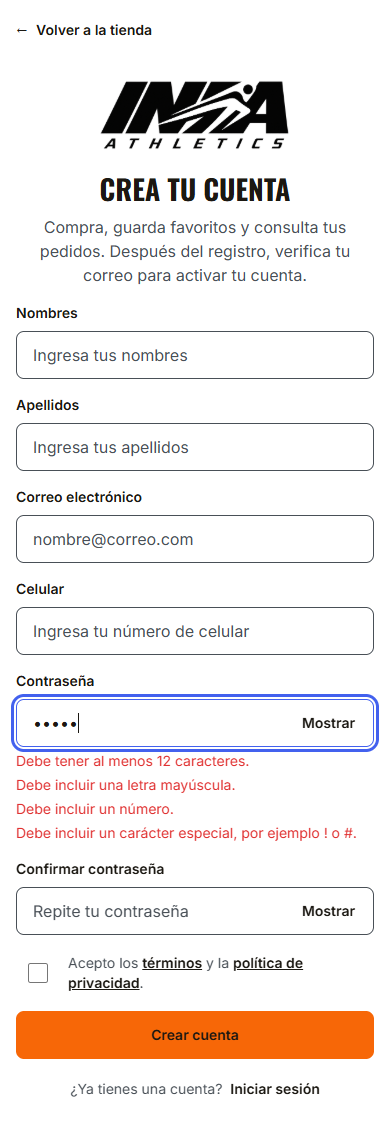 ← Volver a la tienda
INKA
ATHLETICS
CREA TU CUENTA
Compra, guarda favoritos y consulta tus
pedidos. Después del registro, verifica tu
correo para activar tu cuenta.
Nombres
Ingresa tus nombres
Apellidos
Ingresa tus apellidos
Correo electrónico
nombre@correo.com
Celular
Ingresa tu número de celular
Contraseña
••••• Mostrar
Debe tener al menos 12 caracteres.
Debe incluir una letra mayúscula.
Debe incluir un número.
Debe incluir un carácter especial, por ejemplo ! o #.
Confirmar contraseña
Repite tu contraseña Mostrar
Acepto los términos y la política de
privacidad.
Crear cuenta
¿Ya tienes una cuenta? Iniciar sesión